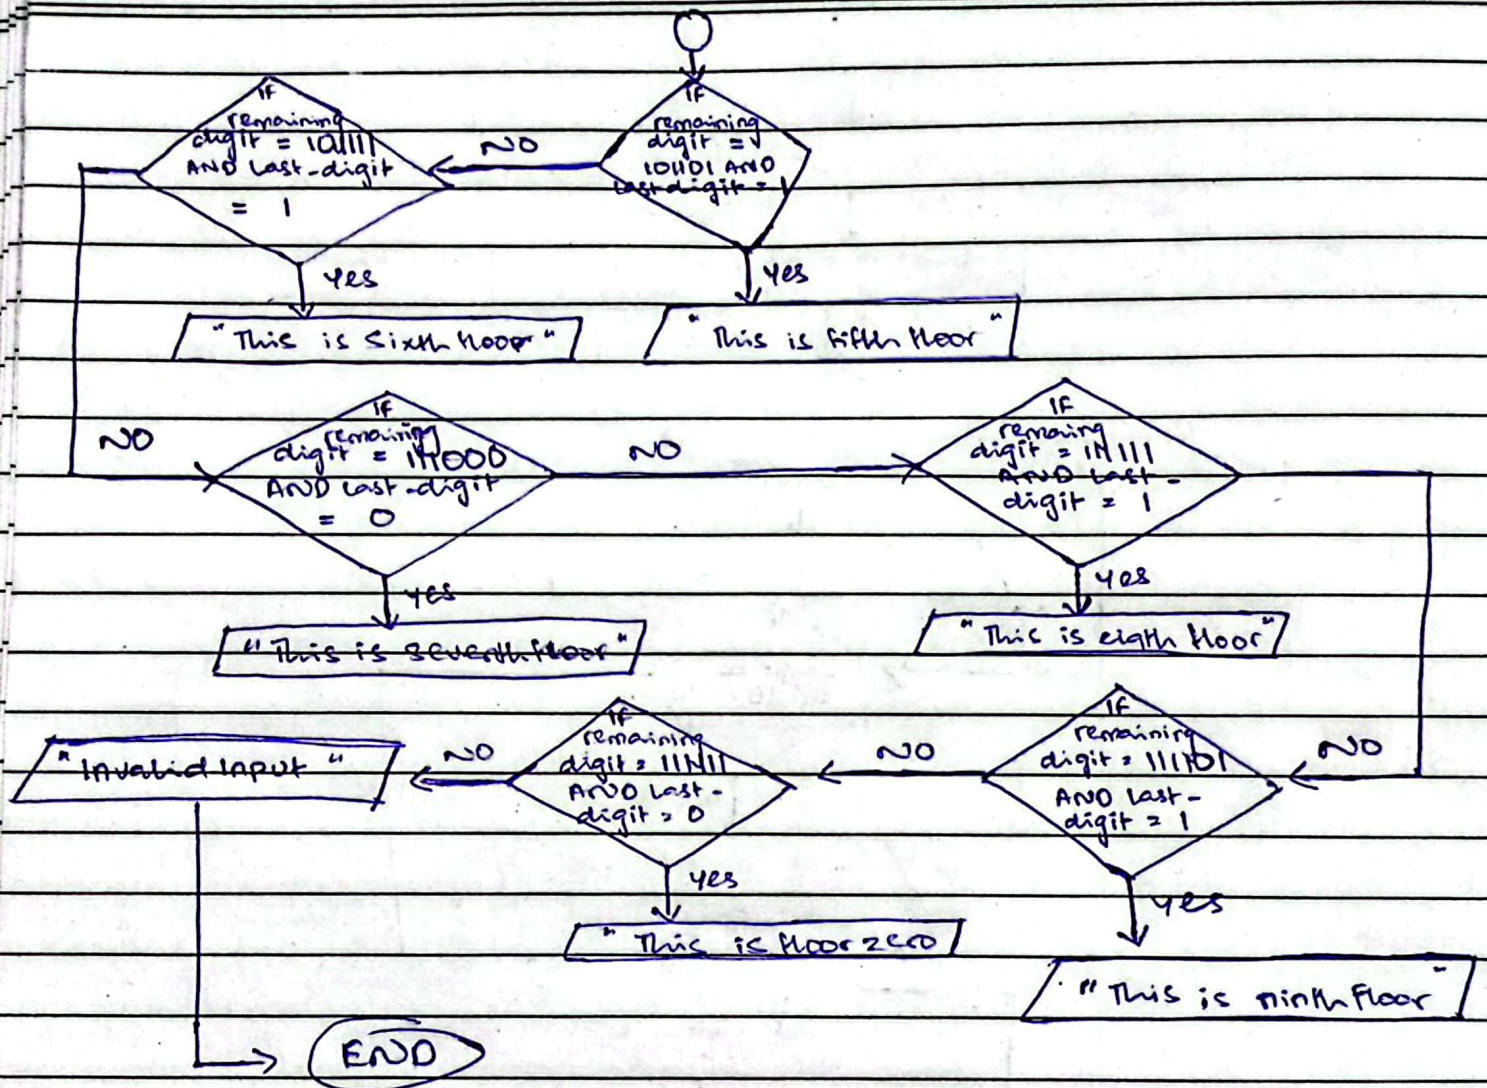 IF
remaining
digit =
101101 AND
last digit = 1
NO
yes
"This is fifth floor"
IF
remaining
digit = 101111
AND last-digit
= 1
yes
"This is sixth floor"
NO
IF
remaining
digit = 111000
AND last-digit
= 0
yes
"This is seventh floor"
NO
IF
remaing
digit = 111111
AND last-
digit = 1
yes
"This is eigth floor"
NO
IF
remaining
digit = 111101
AND last-
digit = 1
yes
"This is ninth floor"
NO
IF
remaining
digit =
AND last-
digit = 0
yes
"This is floor zero
NO
"Invalid Input"
END